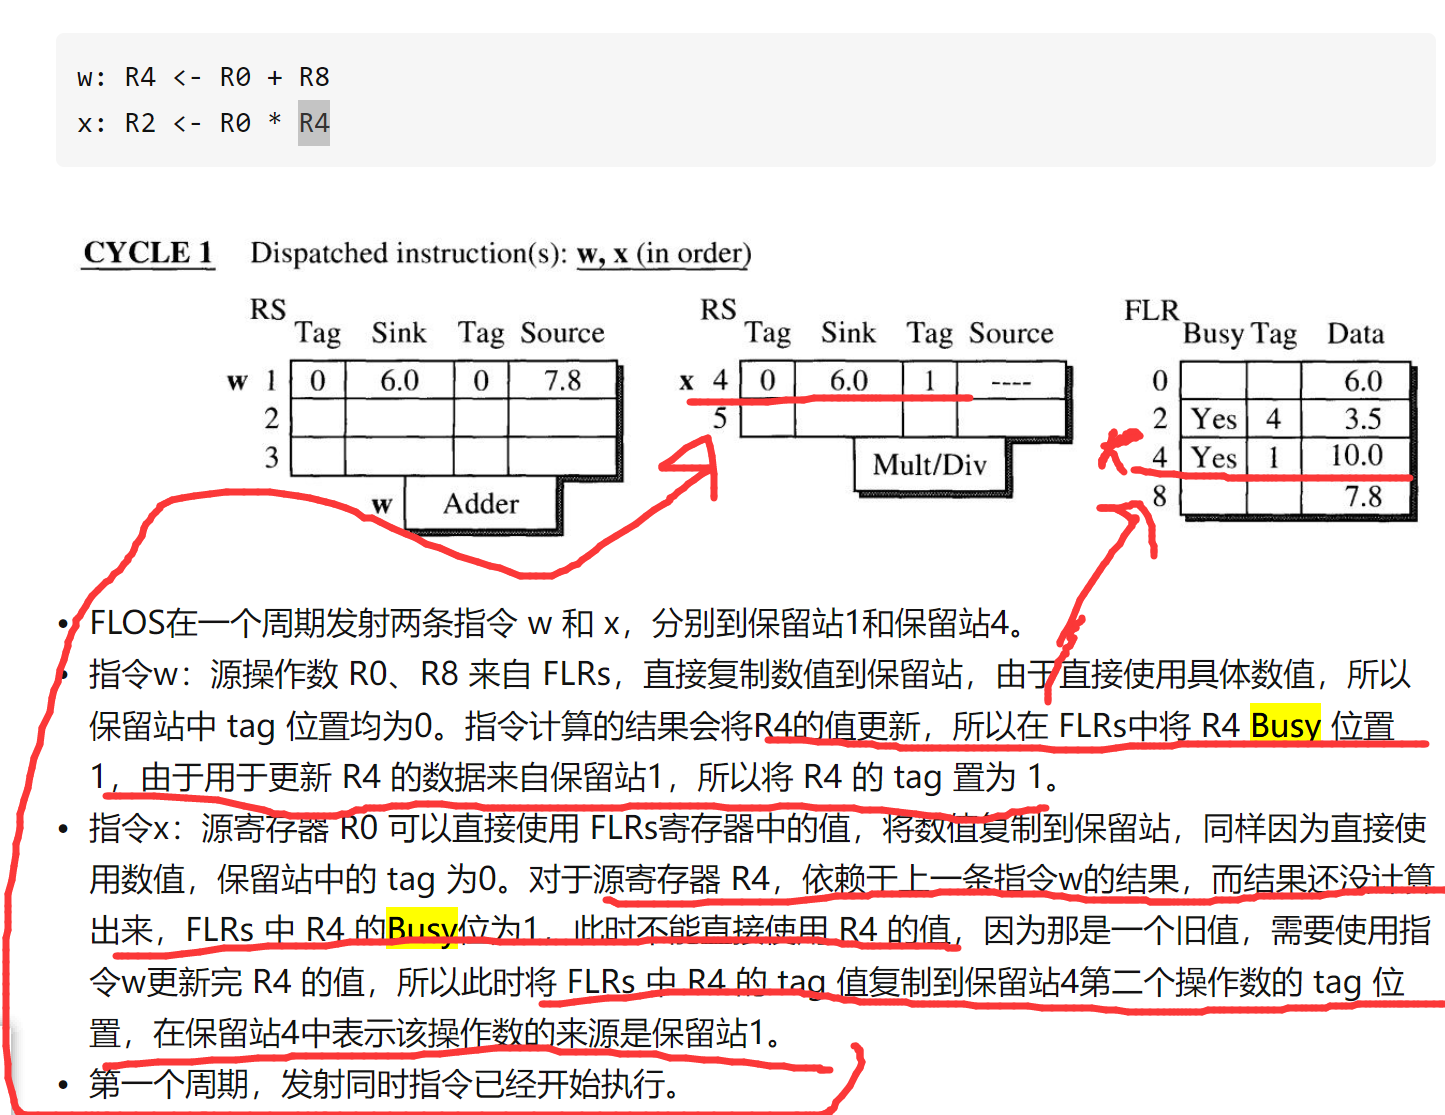 w: R4 <- R0 + R8
x: R2 <- R0 * R4
CYCLE 1 Dispatched instruction(s): w, x (in order)
RS RS FLR
Tag Sink Tag Source Tag Sink Tag Source Busy Tag Data
w 1 0 6.0 0 7.8 x 4 0 6.0 1 ---- 0 6.0
2 5 2 Yes 4 3.5
3 Mult/Div 4 Yes 1 10.0
w Adder 8 7.8
• FLOS在一个周期发射两条指令 w 和 x，分别到保留站1和保留站4。
• 指令w：源操作数 R0、R8 来自 FLRs，直接复制数值到保留站，由于直接使用具体数值，所以
保留站中 tag 位置均为0。指令计算的结果会将R4的值更新，所以在 FLRs中将 R4 Busy 位置
1，由于用于更新 R4 的数据来自保留站1，所以将 R4 的 tag 置为 1。
• 指令x：源寄存器 R0 可以直接使用 FLRs寄存器中的值，将数值复制到保留站，同样因为直接使
用数值，保留站中的 tag 为0。对于源寄存器 R4，依赖于上一条指令w的结果，而结果还没计算
出来，FLRs 中 R4 的Busy位为1，此时不能直接使用 R4 的值，因为那是一个旧值，需要使用指
令w更新完 R4 的值，所以此时将 FLRs 中 R4 的 tag 值复制到保留站4第二个操作数的 tag 位
置，在保留站4中表示该操作数的来源是保留站1。
• 第一个周期，发射同时指令已经开始执行。